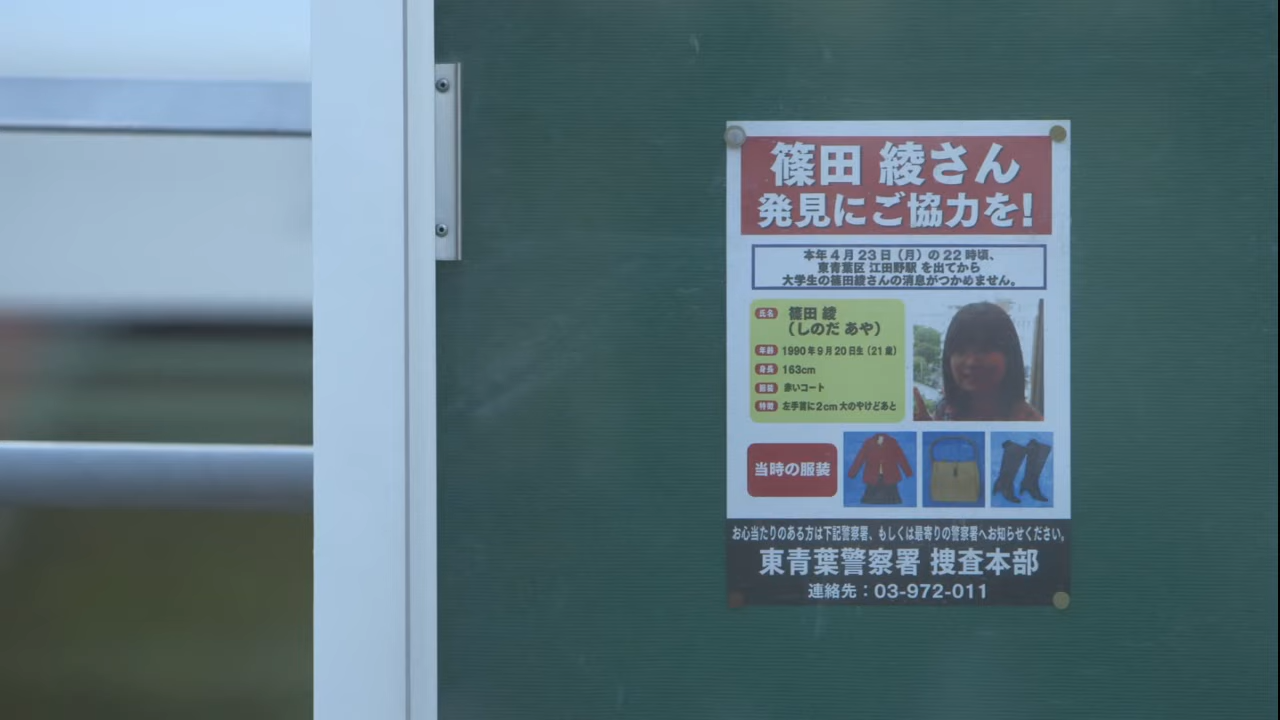 篠田 綾さん
発見にご協力を!
本年4月23日(月)の22時頃、
東青葉区 江田野駅 を出てから
大学生の篠田綾さんの消息がつかめません。
氏名 篠田 綾
(しのだ あや)
年齢 1990年9月20日生(21歳)
身長 163cm
服装 赤いコート
特徴 左手首に2cm大のやけどあと
当時の服装
お心当たりのある方は下記警察署、もしくは最寄りの警察署へお知らせください。
東青葉警察署 捜査本部
連絡先:03-972-011